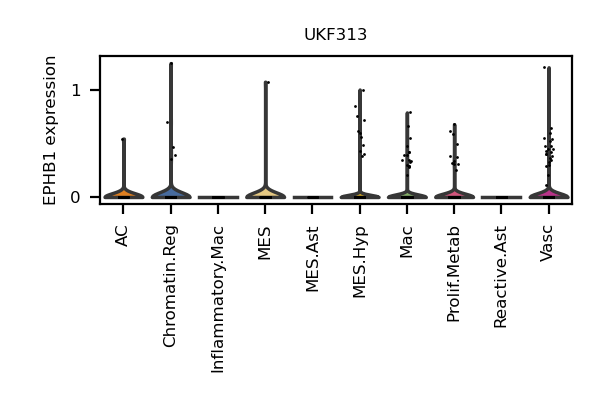 UKF313
EPHB1 expression
1
0
AC
Chromatin.Reg
Inflammatory.Mac
MES
MES.Ast
MES.Hyp
Mac
Prolif.Metab
Reactive.Ast
Vasc